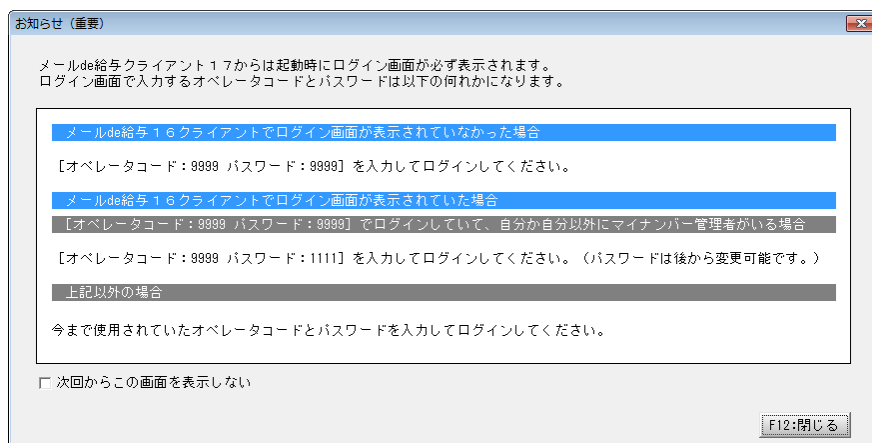 お知らせ（重要）
メールde給与クライアント１７からは起動時にログイン画面が必ず表示されます。
ログイン画面で入力するオペレータコードとパスワードは以下の何れかになります。
メールde給与１６クライアントでログイン画面が表示されていなかった場合
［オペレータコード：9999 パスワード：9999］を入力してログインしてください。
メールde給与１６クライアントでログイン画面が表示されていた場合
［オペレータコード：9999 パスワード：9999］でログインしていて、自分か自分以外にマイナンバー管理者がいる場合
［オペレータコード：9999 パスワード：1111］を入力してログインしてください。（パスワードは後から変更可能です。）
上記以外の場合
今まで使用されていたオペレータコードとパスワードを入力してログインしてください。
次回からこの画面を表示しない
F12:閉じる